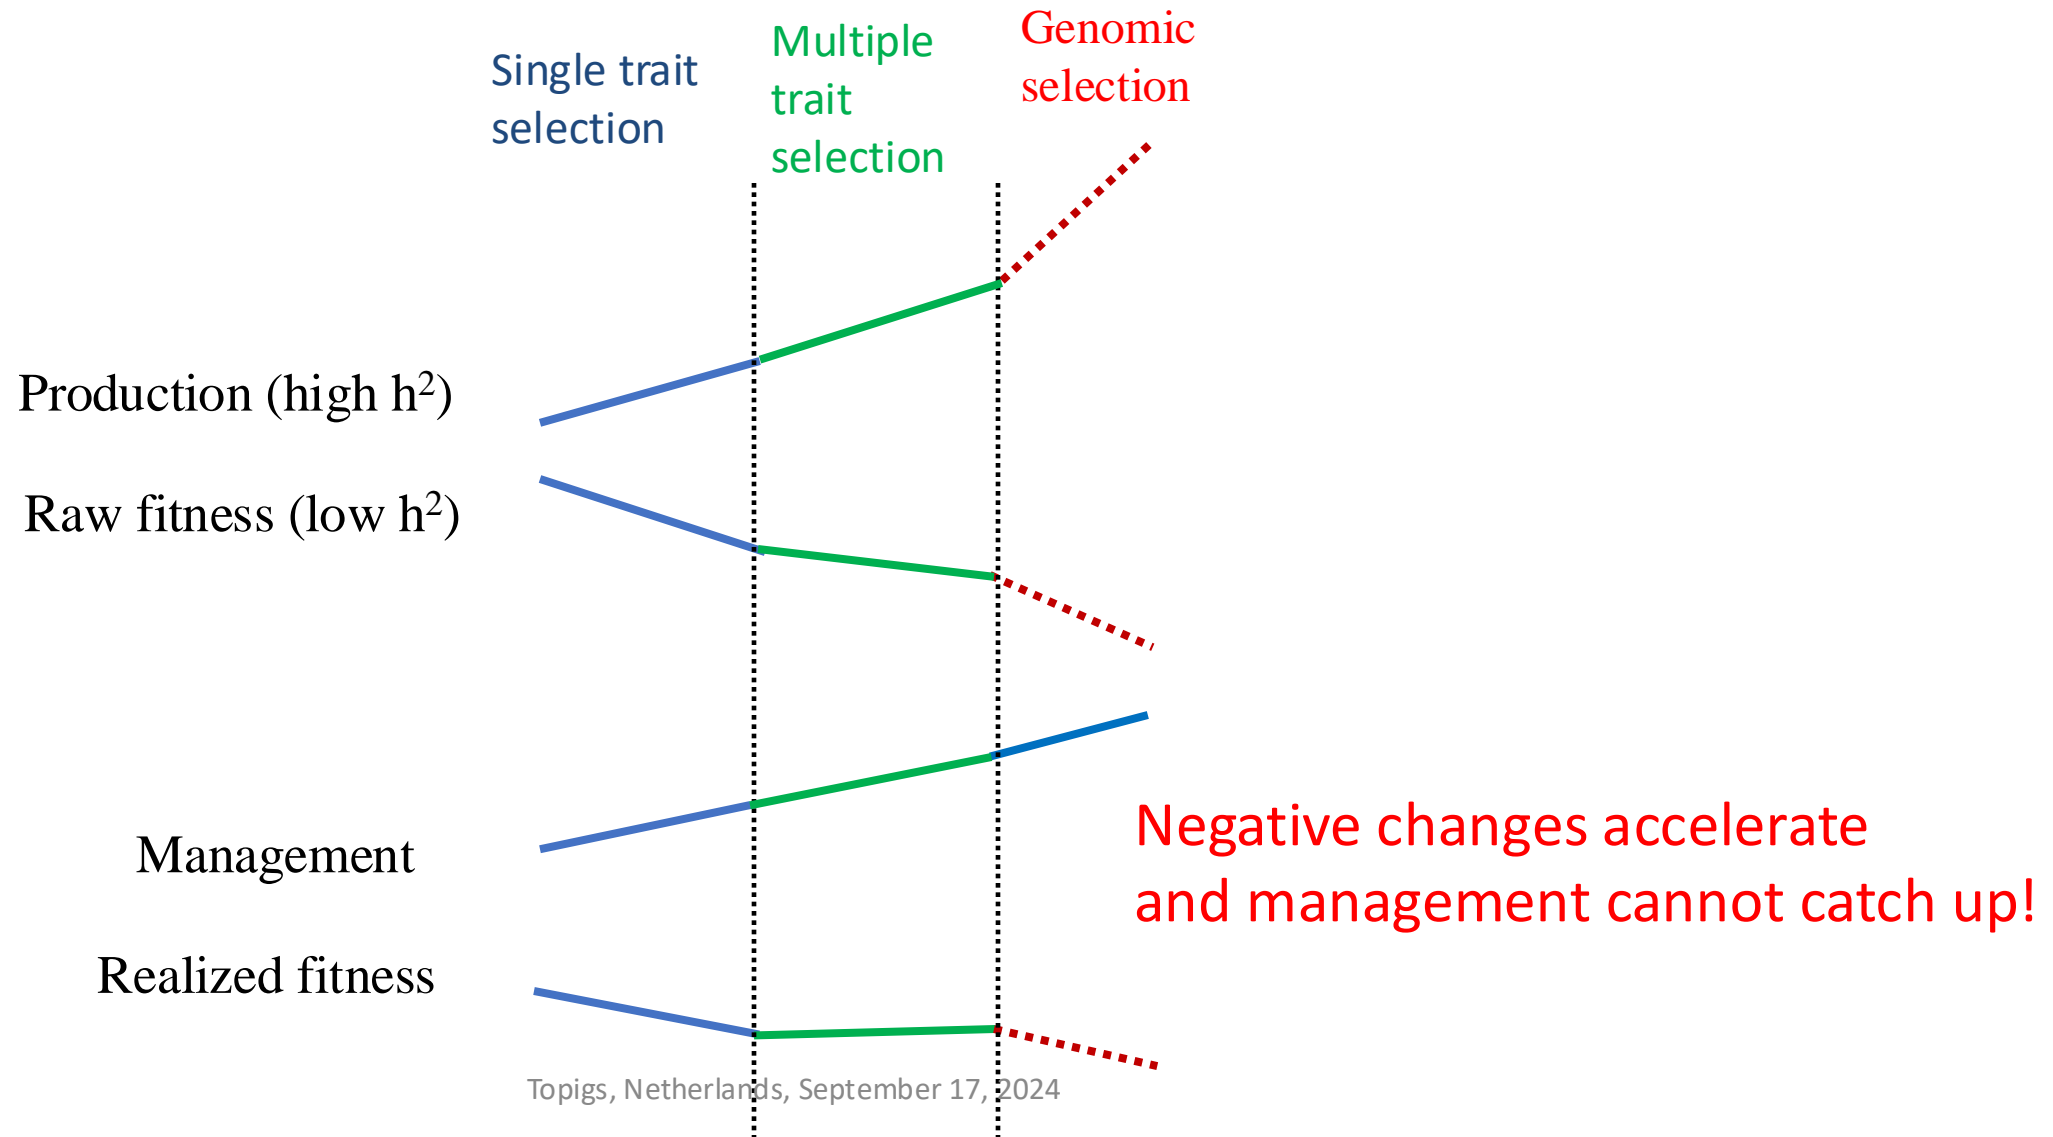 Single trait
selection
Multiple
trait
selection
Genomic
selection
Production (high h²)
Raw fitness (low h²)
Management
Realized fitness
Negative changes accelerate
and management cannot catch up!
Topigs, Netherlands, September 17, 2024